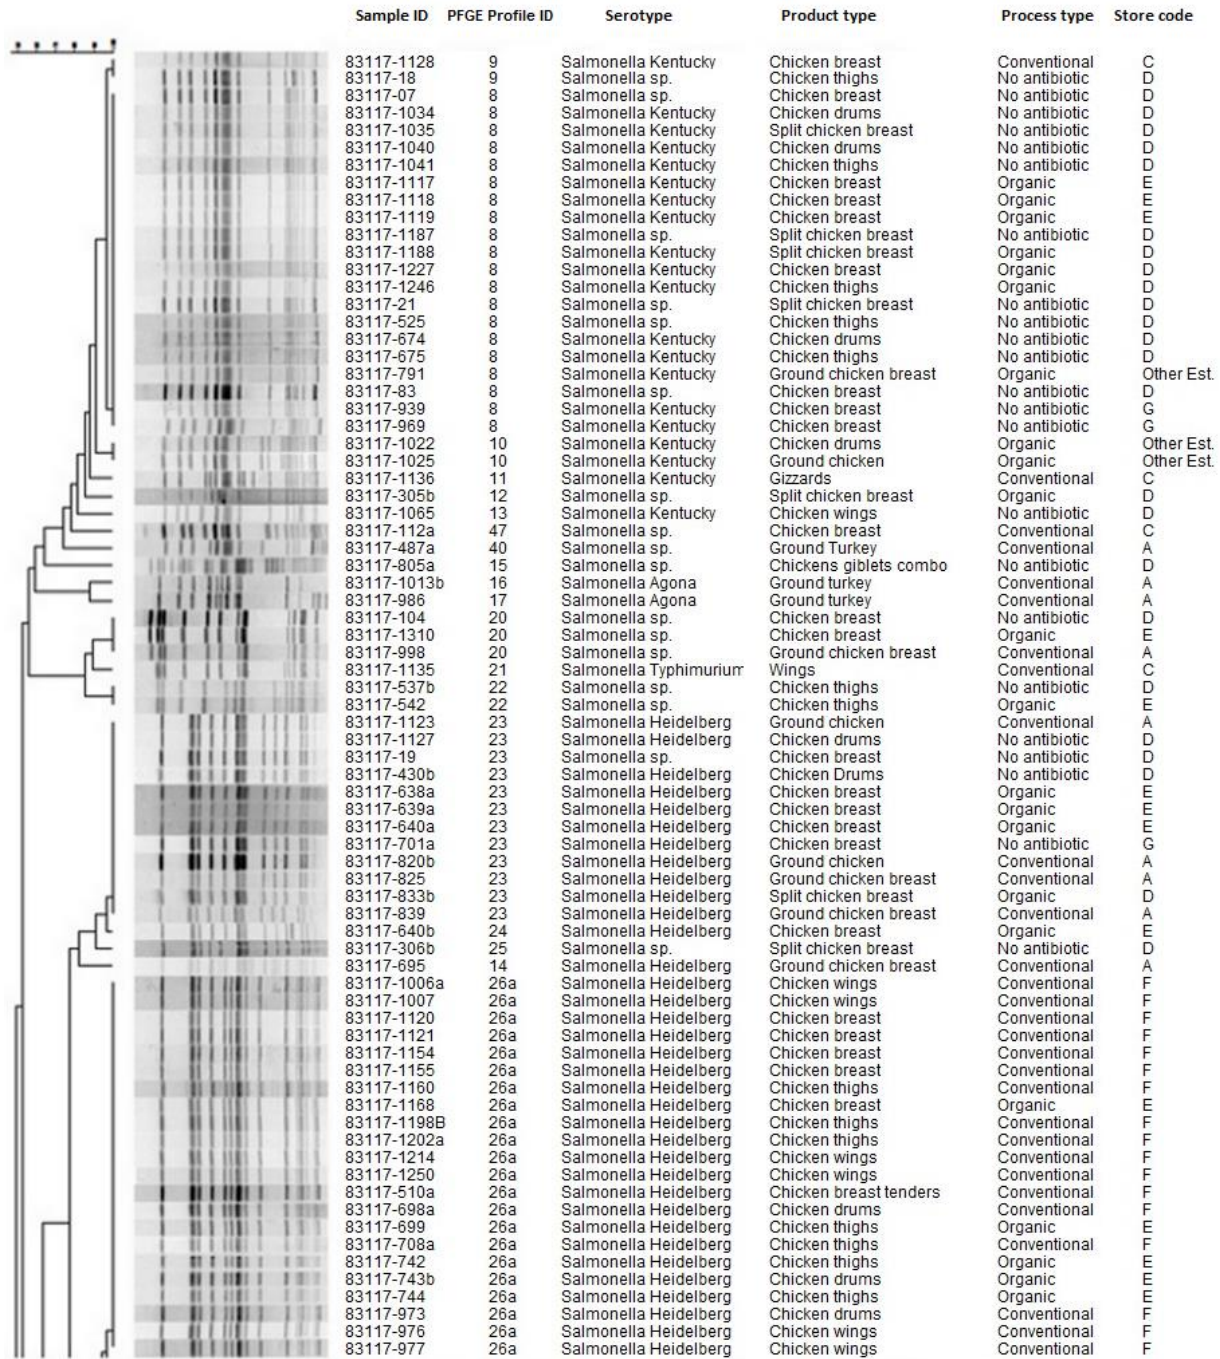 Sample ID PFGE Profile ID Serotype Product type Process type Store code
83117-1128 9 Salmonella Kentucky Chicken breast Conventional C
83117-18 9 Salmonella sp. Chicken thighs No antibiotic D
83117-07 8 Salmonella sp. Chicken breast No antibiotic D
83117-1034 8 Salmonella Kentucky Chicken drums No antibiotic D
83117-1035 8 Salmonella Kentucky Split chicken breast No antibiotic D
83117-1040 8 Salmonella Kentucky Chicken drums No antibiotic D
83117-1041 8 Salmonella Kentucky Chicken thighs No antibiotic D
83117-1117 8 Salmonella Kentucky Chicken breast Organic E
83117-1118 8 Salmonella Kentucky Chicken breast Organic E
83117-1119 8 Salmonella Kentucky Chicken breast Organic E
83117-1187 8 Salmonella sp. Split chicken breast No antibiotic D
83117-1188 8 Salmonella Kentucky Split chicken breast Organic D
83117-1227 8 Salmonella Kentucky Chicken breast Organic D
83117-1246 8 Salmonella Kentucky Chicken thighs Organic D
83117-21 8 Salmonella sp. Split chicken breast No antibiotic D
83117-525 8 Salmonella sp. Chicken thighs No antibiotic D
83117-674 8 Salmonella Kentucky Chicken drums No antibiotic D
83117-675 8 Salmonella Kentucky Chicken thighs No antibiotic D
83117-791 8 Salmonella Kentucky Ground chicken breast Organic Other Est.
83117-83 8 Salmonella sp. Chicken breast No antibiotic D
83117-939 8 Salmonella Kentucky Chicken breast No antibiotic G
83117-969 8 Salmonella Kentucky Chicken breast No antibiotic G
83117-1022 10 Salmonella Kentucky Chicken drums Organic Other Est.
83117-1025 10 Salmonella Kentucky Ground chicken Organic Other Est.
83117-1136 11 Salmonella Kentucky Gizzards Conventional C
83117-305b 12 Salmonella sp. Split chicken breast Organic D
83117-1065 13 Salmonella Kentucky Chicken wings No antibiotic D
83117-112a 47 Salmonella sp. Chicken breast Conventional C
83117-487a 40 Salmonella sp. Ground Turkey Conventional A
83117-805a 15 Salmonella sp. Chickens giblets combo No antibiotic D
83117-1013b 16 Salmonella Agona Ground turkey Conventional A
83117-986 17 Salmonella Agona Ground turkey Conventional A
83117-104 20 Salmonella sp. Chicken breast No antibiotic D
83117-1310 20 Salmonella sp. Chicken breast Organic E
83117-998 20 Salmonella sp. Ground chicken breast Conventional A
83117-1135 21 Salmonella Typhimurium Wings Conventional C
83117-537b 22 Salmonella sp. Chicken thighs No antibiotic D
83117-542 22 Salmonella sp. Chicken thighs Organic E
83117-1123 23 Salmonella Heidelberg Ground chicken Conventional A
83117-1127 23 Salmonella Heidelberg Chicken drums No antibiotic D
83117-19 23 Salmonella sp. Chicken breast No antibiotic D
83117-430b 23 Salmonella Heidelberg Chicken Drums No antibiotic D
83117-638a 23 Salmonella Heidelberg Chicken breast Organic E
83117-639a 23 Salmonella Heidelberg Chicken breast Organic E
83117-640a 23 Salmonella Heidelberg Chicken breast Organic E
83117-701a 23 Salmonella Heidelberg Chicken breast No antibiotic G
83117-820b 23 Salmonella Heidelberg Ground chicken Conventional A
83117-825 23 Salmonella Heidelberg Ground chicken breast Conventional A
83117-833b 23 Salmonella Heidelberg Split chicken breast Organic D
83117-839 23 Salmonella Heidelberg Ground chicken breast Conventional A
83117-640b 24 Salmonella Heidelberg Chicken breast Organic E
83117-306b 25 Salmonella sp. Split chicken breast No antibiotic D
83117-695 14 Salmonella Heidelberg Ground chicken breast Conventional A
83117-1006a 26a Salmonella Heidelberg Chicken wings Conventional F
83117-1007 26a Salmonella Heidelberg Chicken wings Conventional F
83117-1120 26a Salmonella Heidelberg Chicken breast Conventional F
83117-1121 26a Salmonella Heidelberg Chicken breast Conventional F
83117-1154 26a Salmonella Heidelberg Chicken breast Conventional F
83117-1155 26a Salmonella Heidelberg Chicken breast Conventional F
83117-1160 26a Salmonella Heidelberg Chicken thighs Conventional F
83117-1168 26a Salmonella Heidelberg Chicken breast Organic E
83117-1198B 26a Salmonella Heidelberg Chicken thighs Conventional F
83117-1202a 26a Salmonella Heidelberg Chicken thighs Conventional F
83117-1214 26a Salmonella Heidelberg Chicken wings Conventional F
83117-1250 26a Salmonella Heidelberg Chicken wings Conventional F
83117-510a 26a Salmonella Heidelberg Chicken breast tenders Conventional F
83117-698a 26a Salmonella Heidelberg Chicken drums Conventional F
83117-699 26a Salmonella Heidelberg Chicken thighs Organic E
83117-708a 26a Salmonella Heidelberg Chicken thighs Conventional F
83117-742 26a Salmonella Heidelberg Chicken thighs Organic E
83117-743b 26a Salmonella Heidelberg Chicken drums Organic E
83117-744 26a Salmonella Heidelberg Chicken thighs Organic E
83117-973 26a Salmonella Heidelberg Chicken drums Conventional F
83117-976 26a Salmonella Heidelberg Chicken wings Conventional F
83117-977 26a Salmonella Heidelberg Chicken wings Conventional F